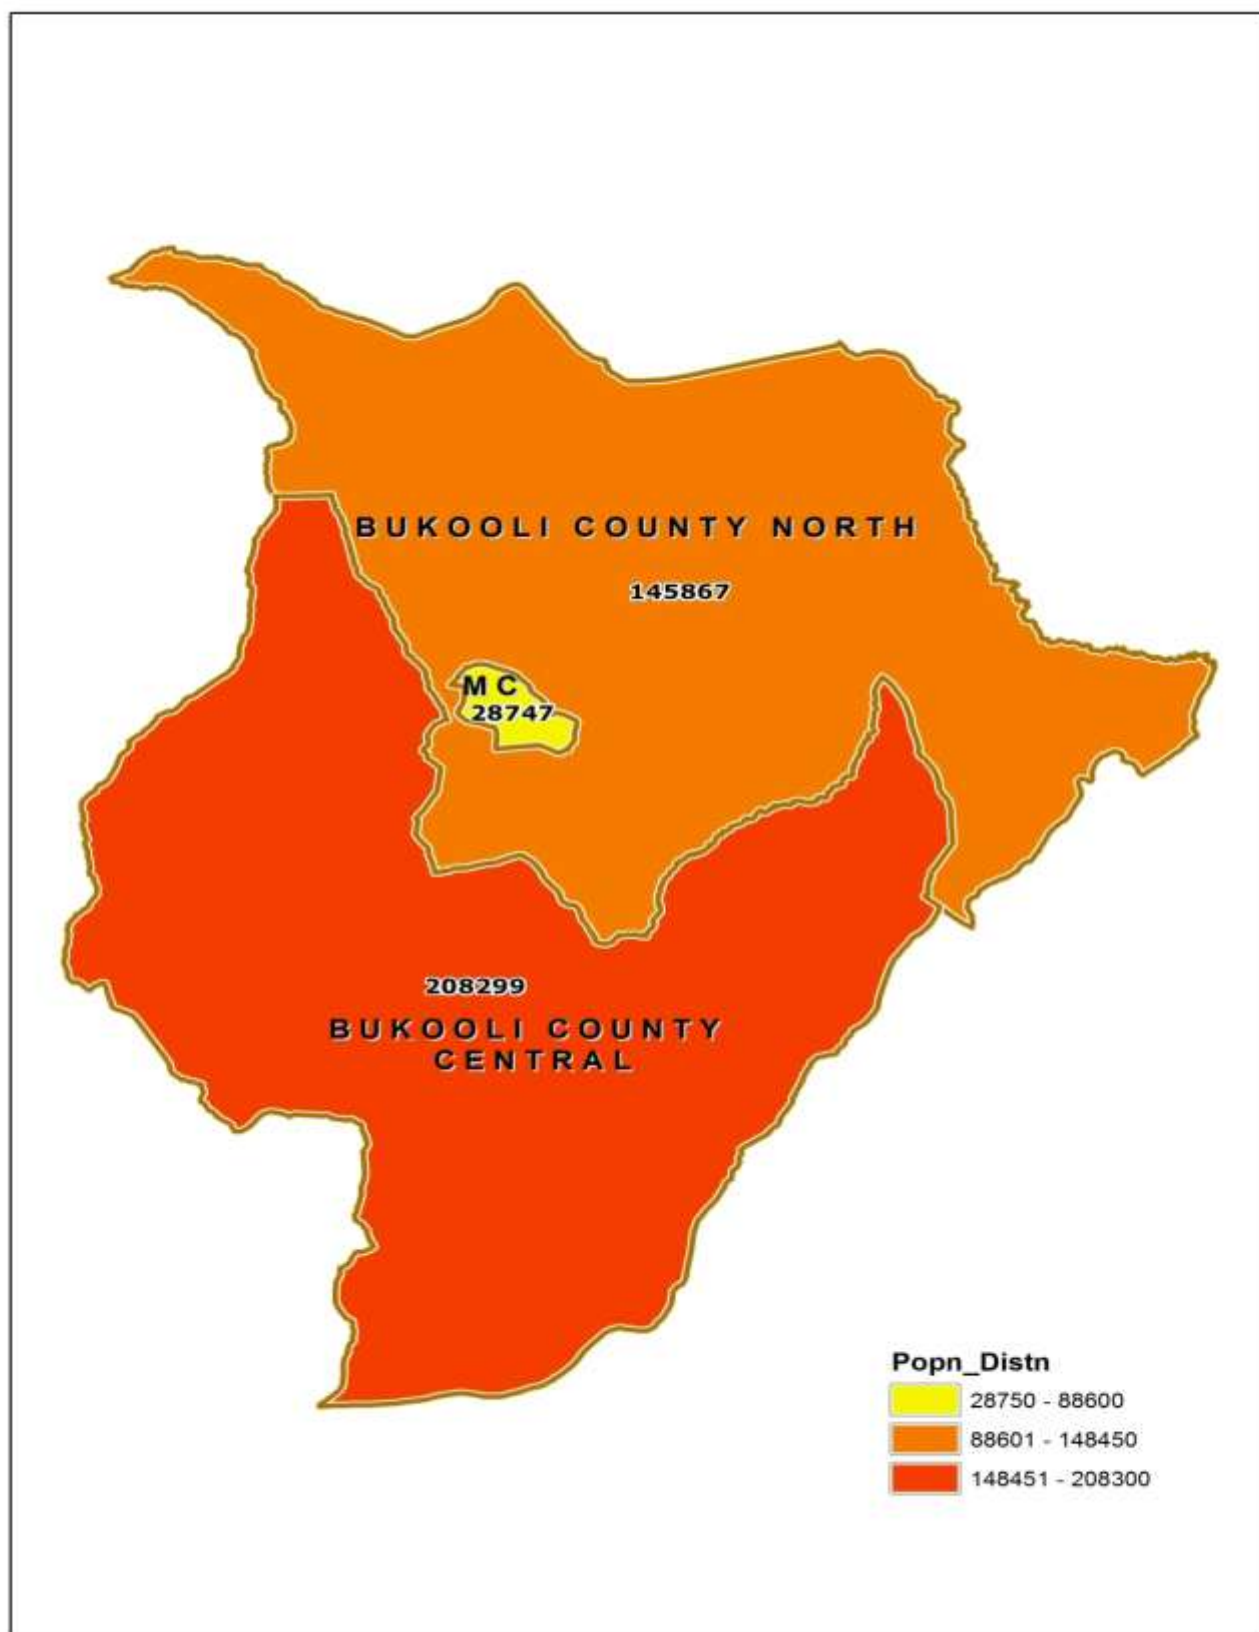 BUKOOLI COUNTY NORTH
145867
M C
28747
208299
BUKOOLI COUNTY
CENTRAL
Popn_Distn
28750 - 88600
88601 - 148450
148451 - 208300